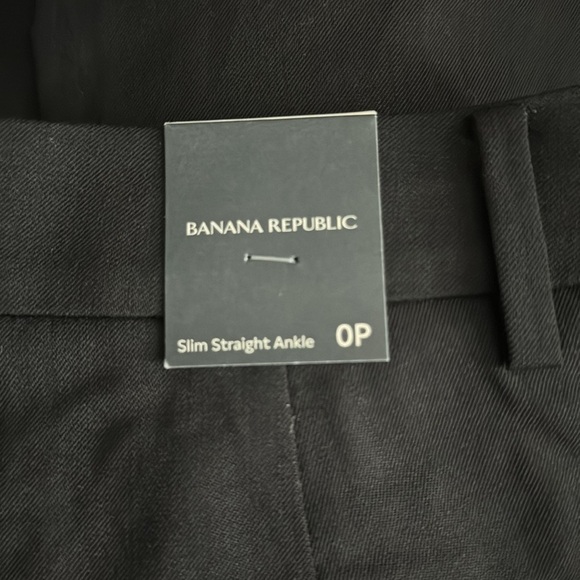 BANANA REPUBLIC
Slim Straight Ankle 0P